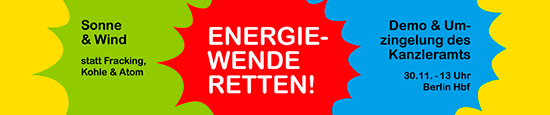 Sonne
& Wind
statt Fracking,
Kohle & Atom
ENERGIE-
WENDE
RETTEN!
Demo & Um-
zingelung des
Kanzleramts
30.11. - 13 Uhr
Berlin Hbf